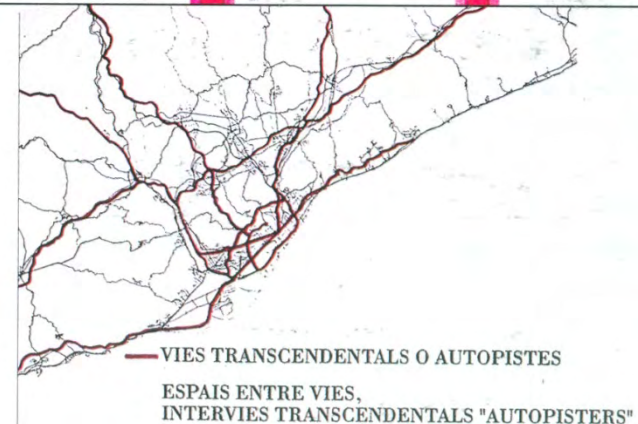 VIES TRANSCENDENTALS O AUTOPISTES
ESPAIS ENTRE VIES,
INTERVIES TRANSCENDENTALS "AUTOPISTERS"